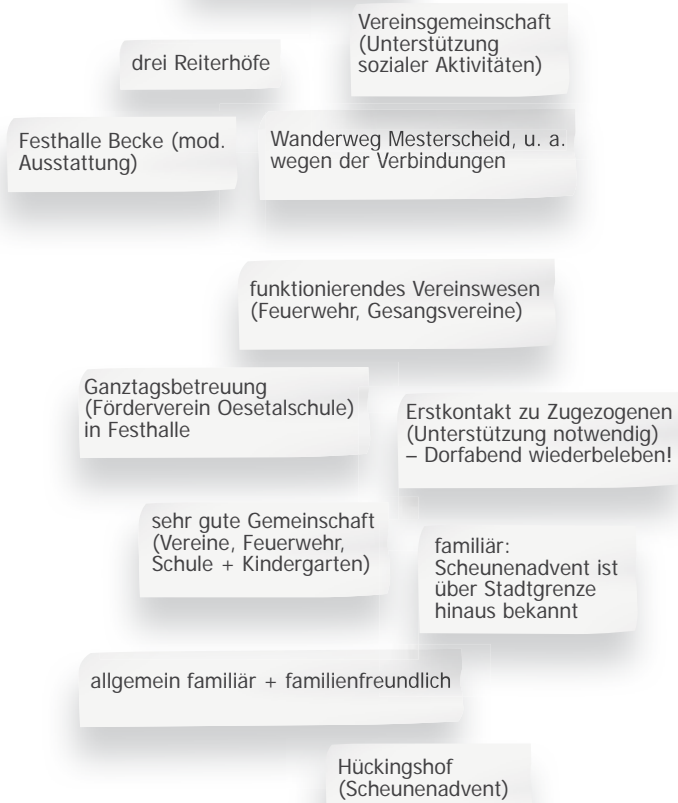 Vereinsgemeinschaft
(Unterstützung
sozialer Aktivitäten)
drei Reiterhöfe
Festhalle Becke (mod.
Ausstattung)
Wanderweg Mesterscheid, u. a.
wegen der Verbindungen
funktionierendes Vereinswesen
(Feuerwehr, Gesangsvereine)
Ganztagsbetreuung
(Förderverein Oesetalschule)
in Festhalle
Erstkontakt zu Zugezogenen
(Unterstützung notwendig)
– Dorfabend wiederbeleben!
sehr gute Gemeinschaft
(Vereine, Feuerwehr,
Schule + Kindergarten)
familiär:
Scheunenadvent ist
über Stadtgrenze
hinaus bekannt
allgemein familiär + familienfreundlich
Hückingshof
(Scheunenadvent)